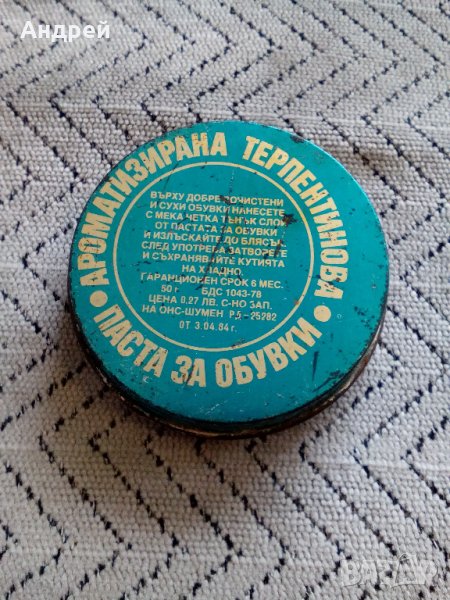 Андрей
АРОМАТИЗИРАНА ТЕРПЕНТИНОВА
ВЪРХУ ДОБРЕ ПОЧИСТЕНИ
И СУХИ ОБУВКИ НАНЕСЕТЕ
С МЕКА ЧЕТКА ТЪНЪК СЛОЙ
ОТ ПАСТАТА ЗА ОБУВКИ
И ИЗЛЪСКАЙТЕ ДО БЛЯСЪК.
СЛЕД УПОТРЕБА ЗАТВОРЕТЕ
И СЪХРАНЯВАЙТЕ КУТИЯТА
НА ХЛАДНО.
ГАРАНЦИОНЕН СРОК 6 МЕС.
50 г БДС 1043-78
ЦЕНА 0,27 ЛВ. С-НО ЗАП.
НА ОНС-ШУМЕН Р5-25282
ОТ 3.04.84 г.
• ПАСТА ЗА ОБУВКИ •
BAZAR